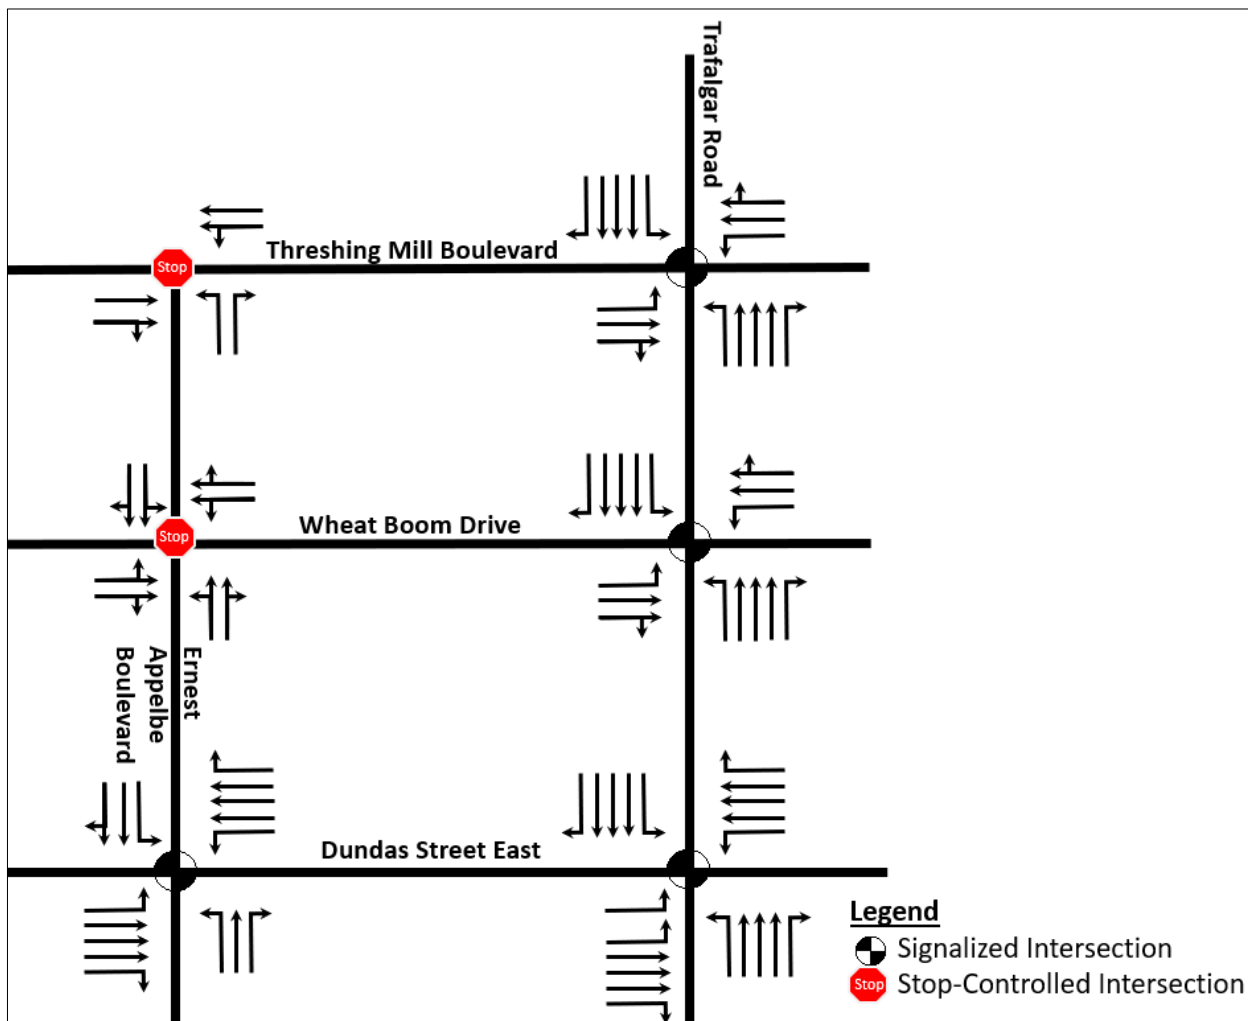 Trafalgar Road
Stop
Threshing Mill Boulevard
Stop
Wheat Boom Drive
Ernest
Appelbe
Boulevard
Dundas Street East
Legend
Signalized Intersection
Stop Stop-Controlled Intersection